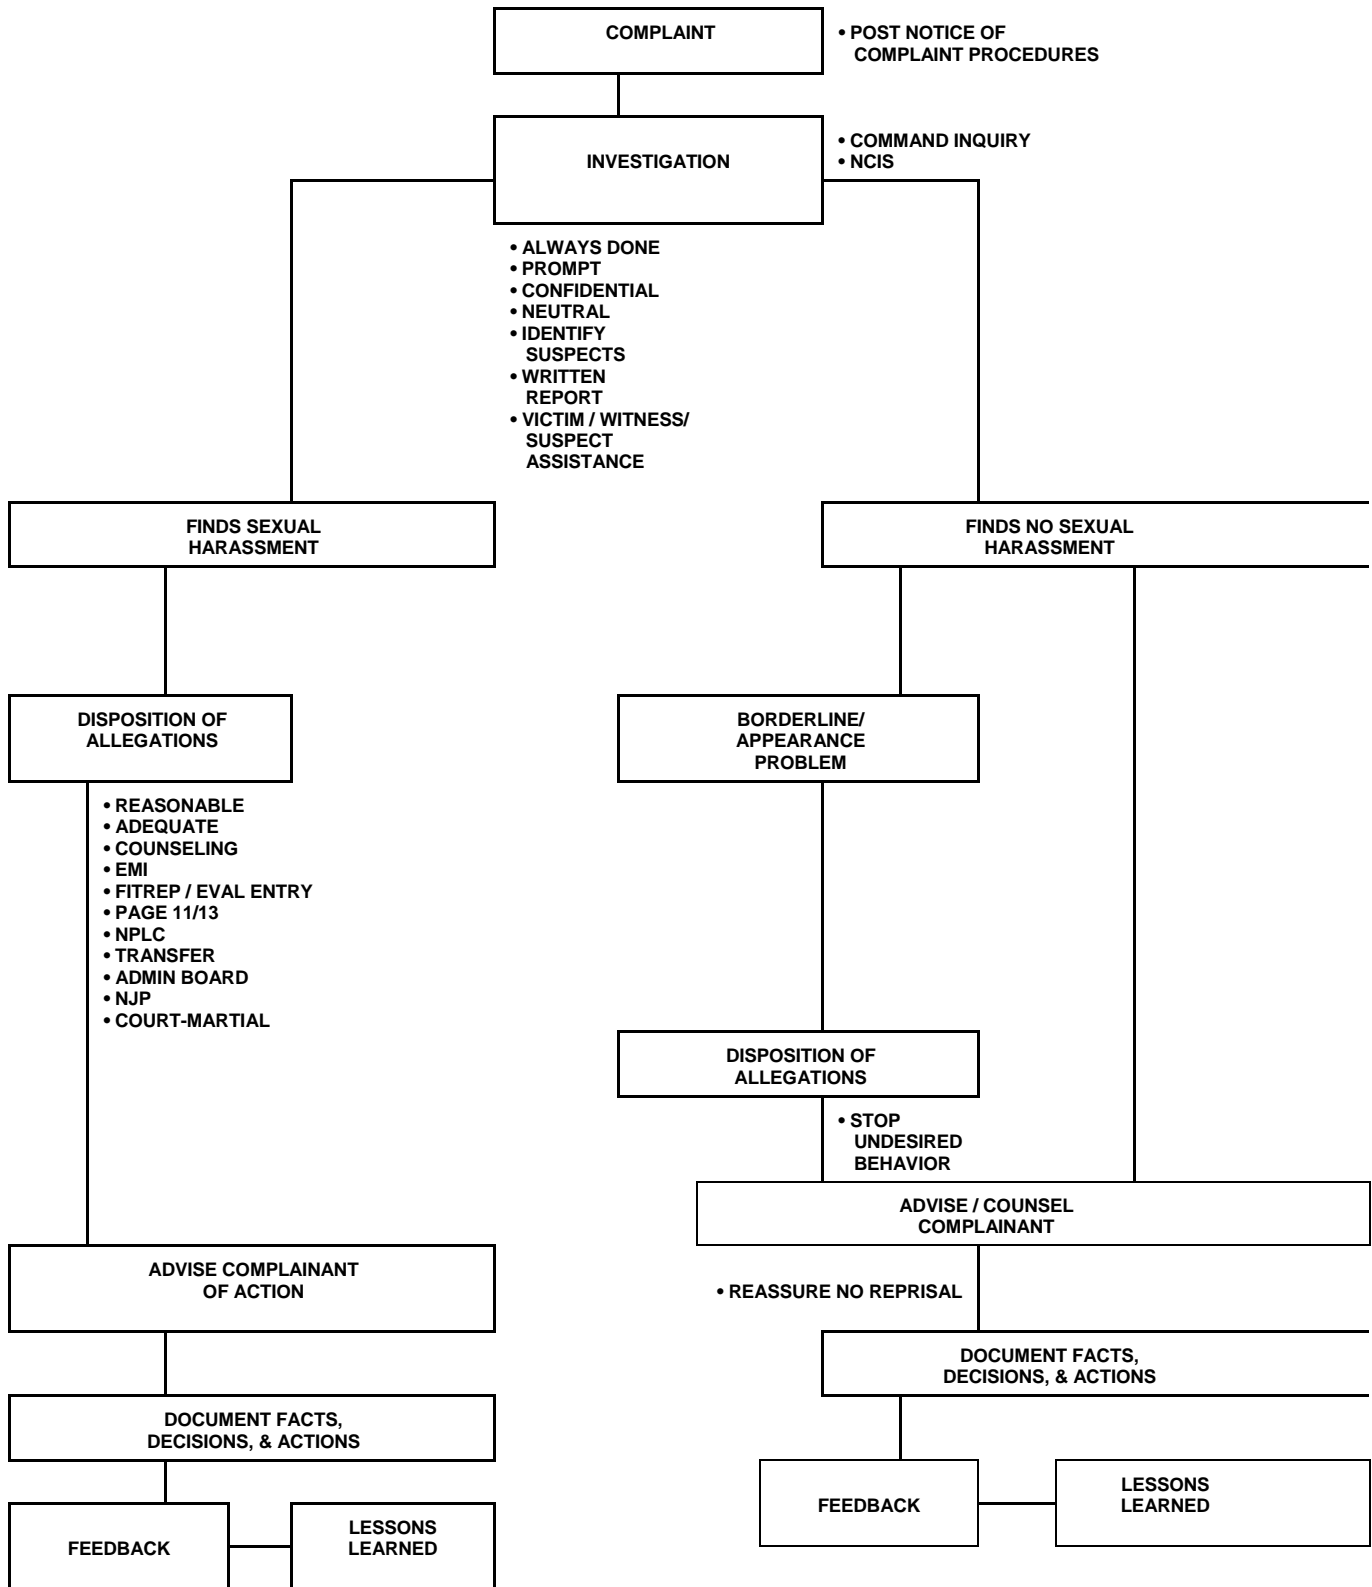 COMPLAINT
• POST NOTICE OF
COMPLAINT PROCEDURES
INVESTIGATION
• COMMAND INQUIRY
• NCIS
• ALWAYS DONE
• PROMPT
• CONFIDENTIAL
• NEUTRAL
• IDENTIFY
SUSPECTS
• WRITTEN
REPORT
• VICTIM / WITNESS/
SUSPECT
ASSISTANCE
FINDS SEXUAL
HARASSMENT
FINDS NO SEXUAL
HARASSMENT
DISPOSITION OF
ALLEGATIONS
BORDERLINE/
APPEARANCE
PROBLEM
• REASONABLE
• ADEQUATE
• COUNSELING
• EMI
• FITREP / EVAL ENTRY
• PAGE 11/13
• NPLC
• TRANSFER
• ADMIN BOARD
• NJP
• COURT-MARTIAL
DISPOSITION OF
ALLEGATIONS
• STOP
UNDESIRED
BEHAVIOR
ADVISE / COUNSEL
COMPLAINANT
ADVISE COMPLAINANT
OF ACTION
• REASSURE NO REPRISAL
DOCUMENT FACTS,
DECISIONS, & ACTIONS
DOCUMENT FACTS,
DECISIONS, & ACTIONS
FEEDBACK
LESSONS
LEARNED
FEEDBACK
LESSONS
LEARNED